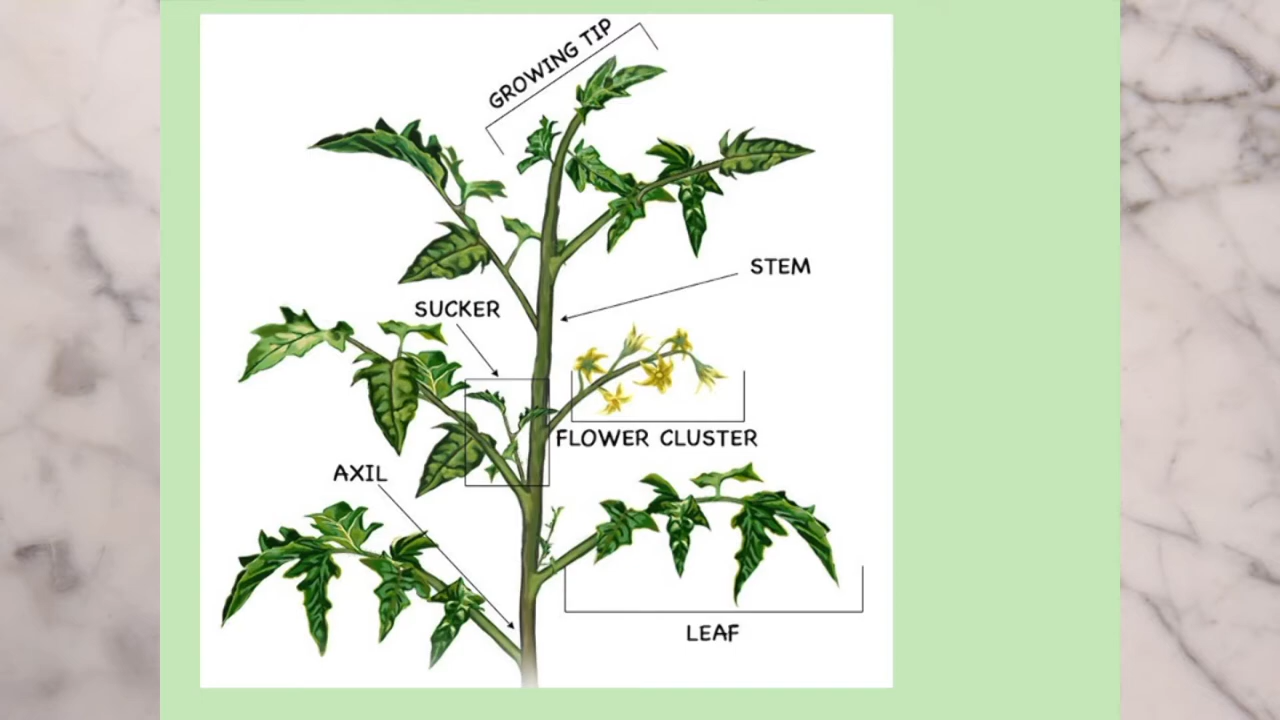 GROWING TIP
STEM
SUCKER
FLOWER CLUSTER
AXIL
LEAF